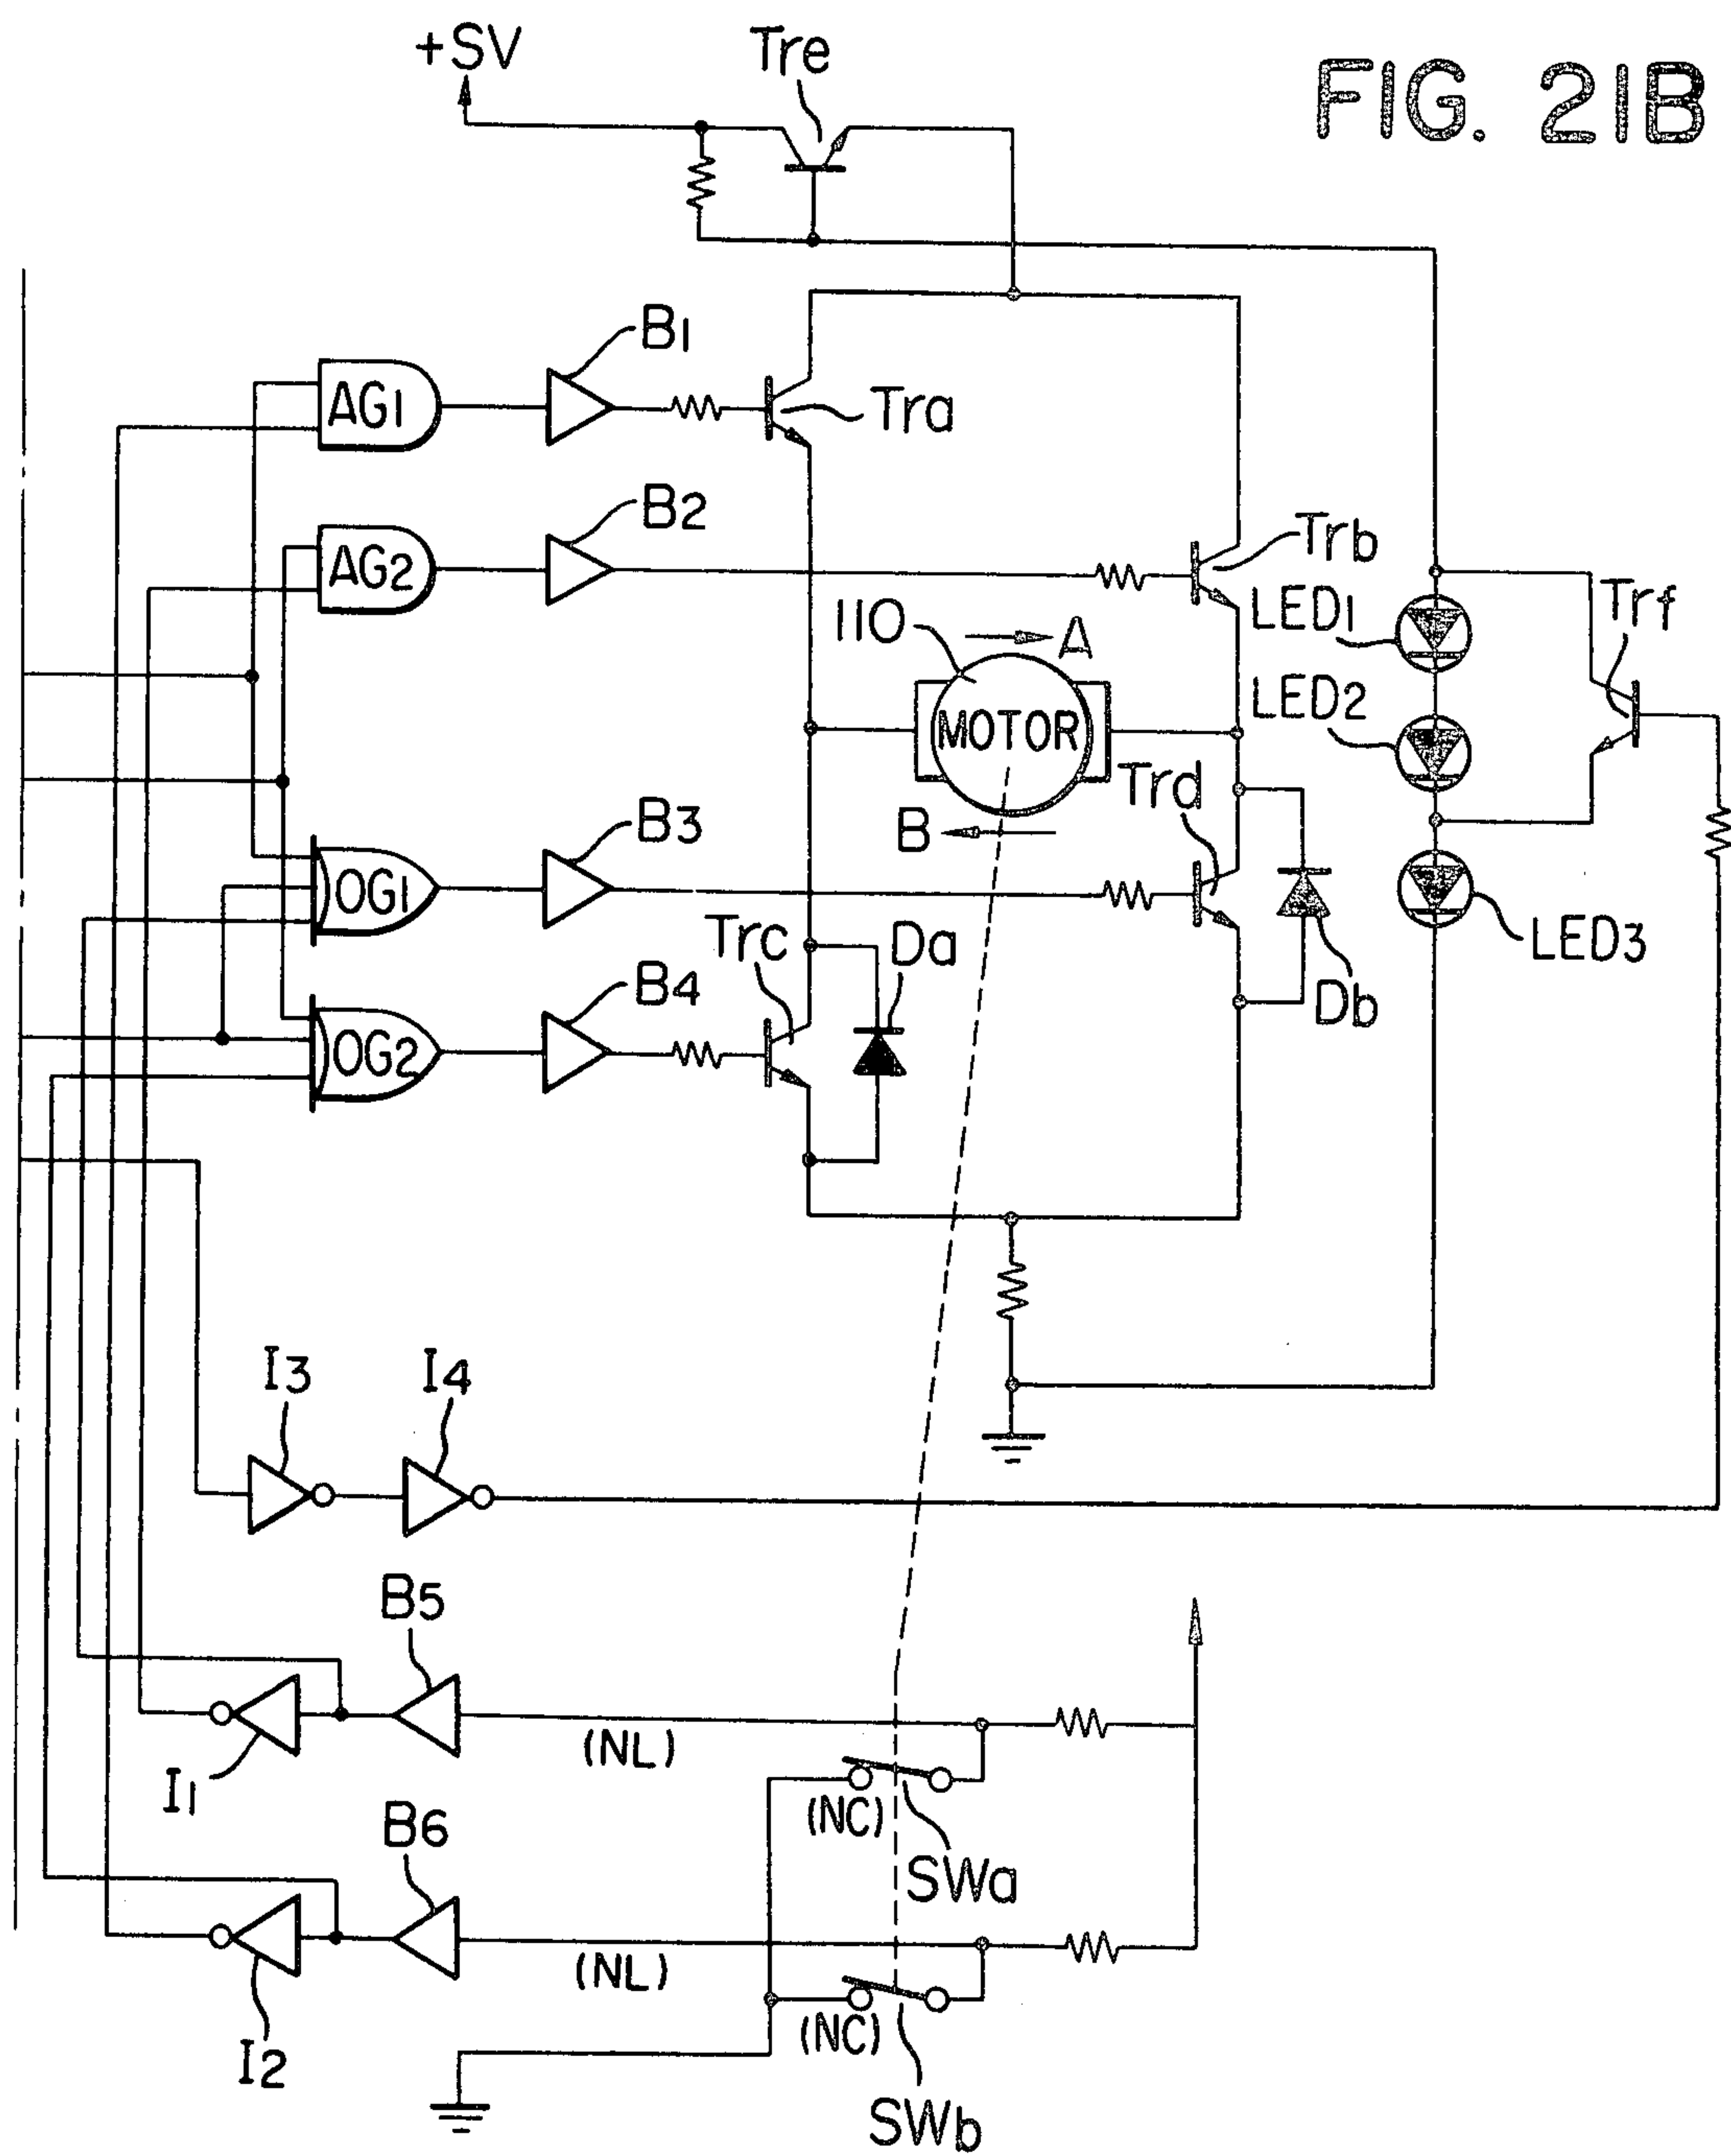 FIG. 21B
+SV
Tre
B1
AG1
Tra
B2
AG2
Trb
LED1
Trf
110
A
MOTOR
LED2
Trd
B
B3
OG1
Trc
Da
LED3
Db
B4
OG2
I3
I4
B5
(NL)
I1
(NC)
SWa
B6
(NL)
I2
(NC)
SWb